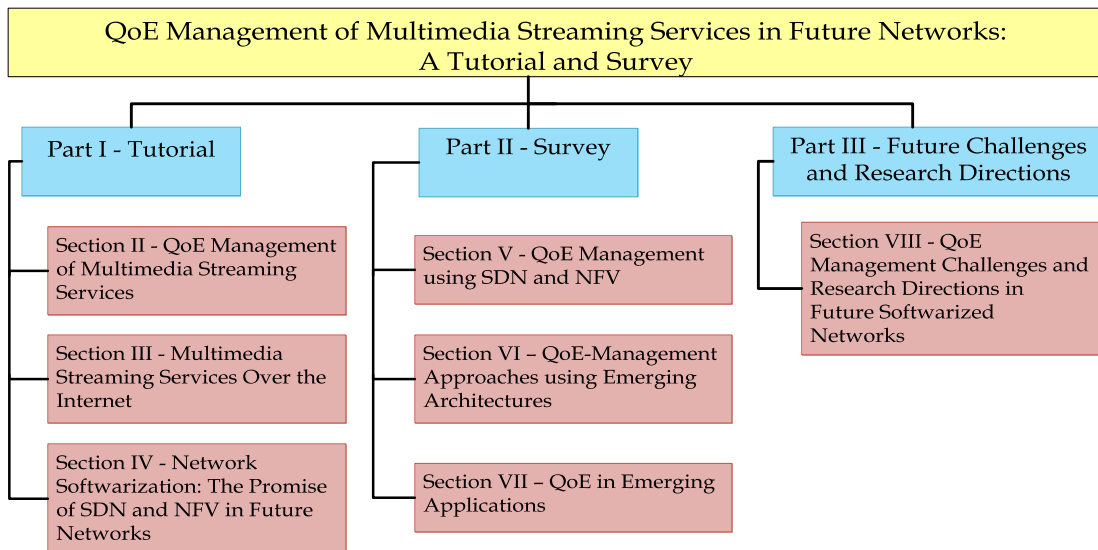 QoE Management of Multimedia Streaming Services in Future Networks:
A Tutorial and Survey
Part I - Tutorial
Section II - QoE Management
of Multimedia Streaming
Services
Section III - Multimedia
Streaming Services Over the
Internet
Section IV - Network
Softwarization: The Promise
of SDN and NFV in Future
Networks
Part II - Survey
Section V - QoE Management
using SDN and NFV
Section VI – QoE-Management
Approaches using Emerging
Architectures
Section VII – QoE in Emerging
Applications
Part III - Future Challenges
and Research Directions
Section VIII - QoE
Management Challenges and
Research Directions in
Future Softwarized
Networks